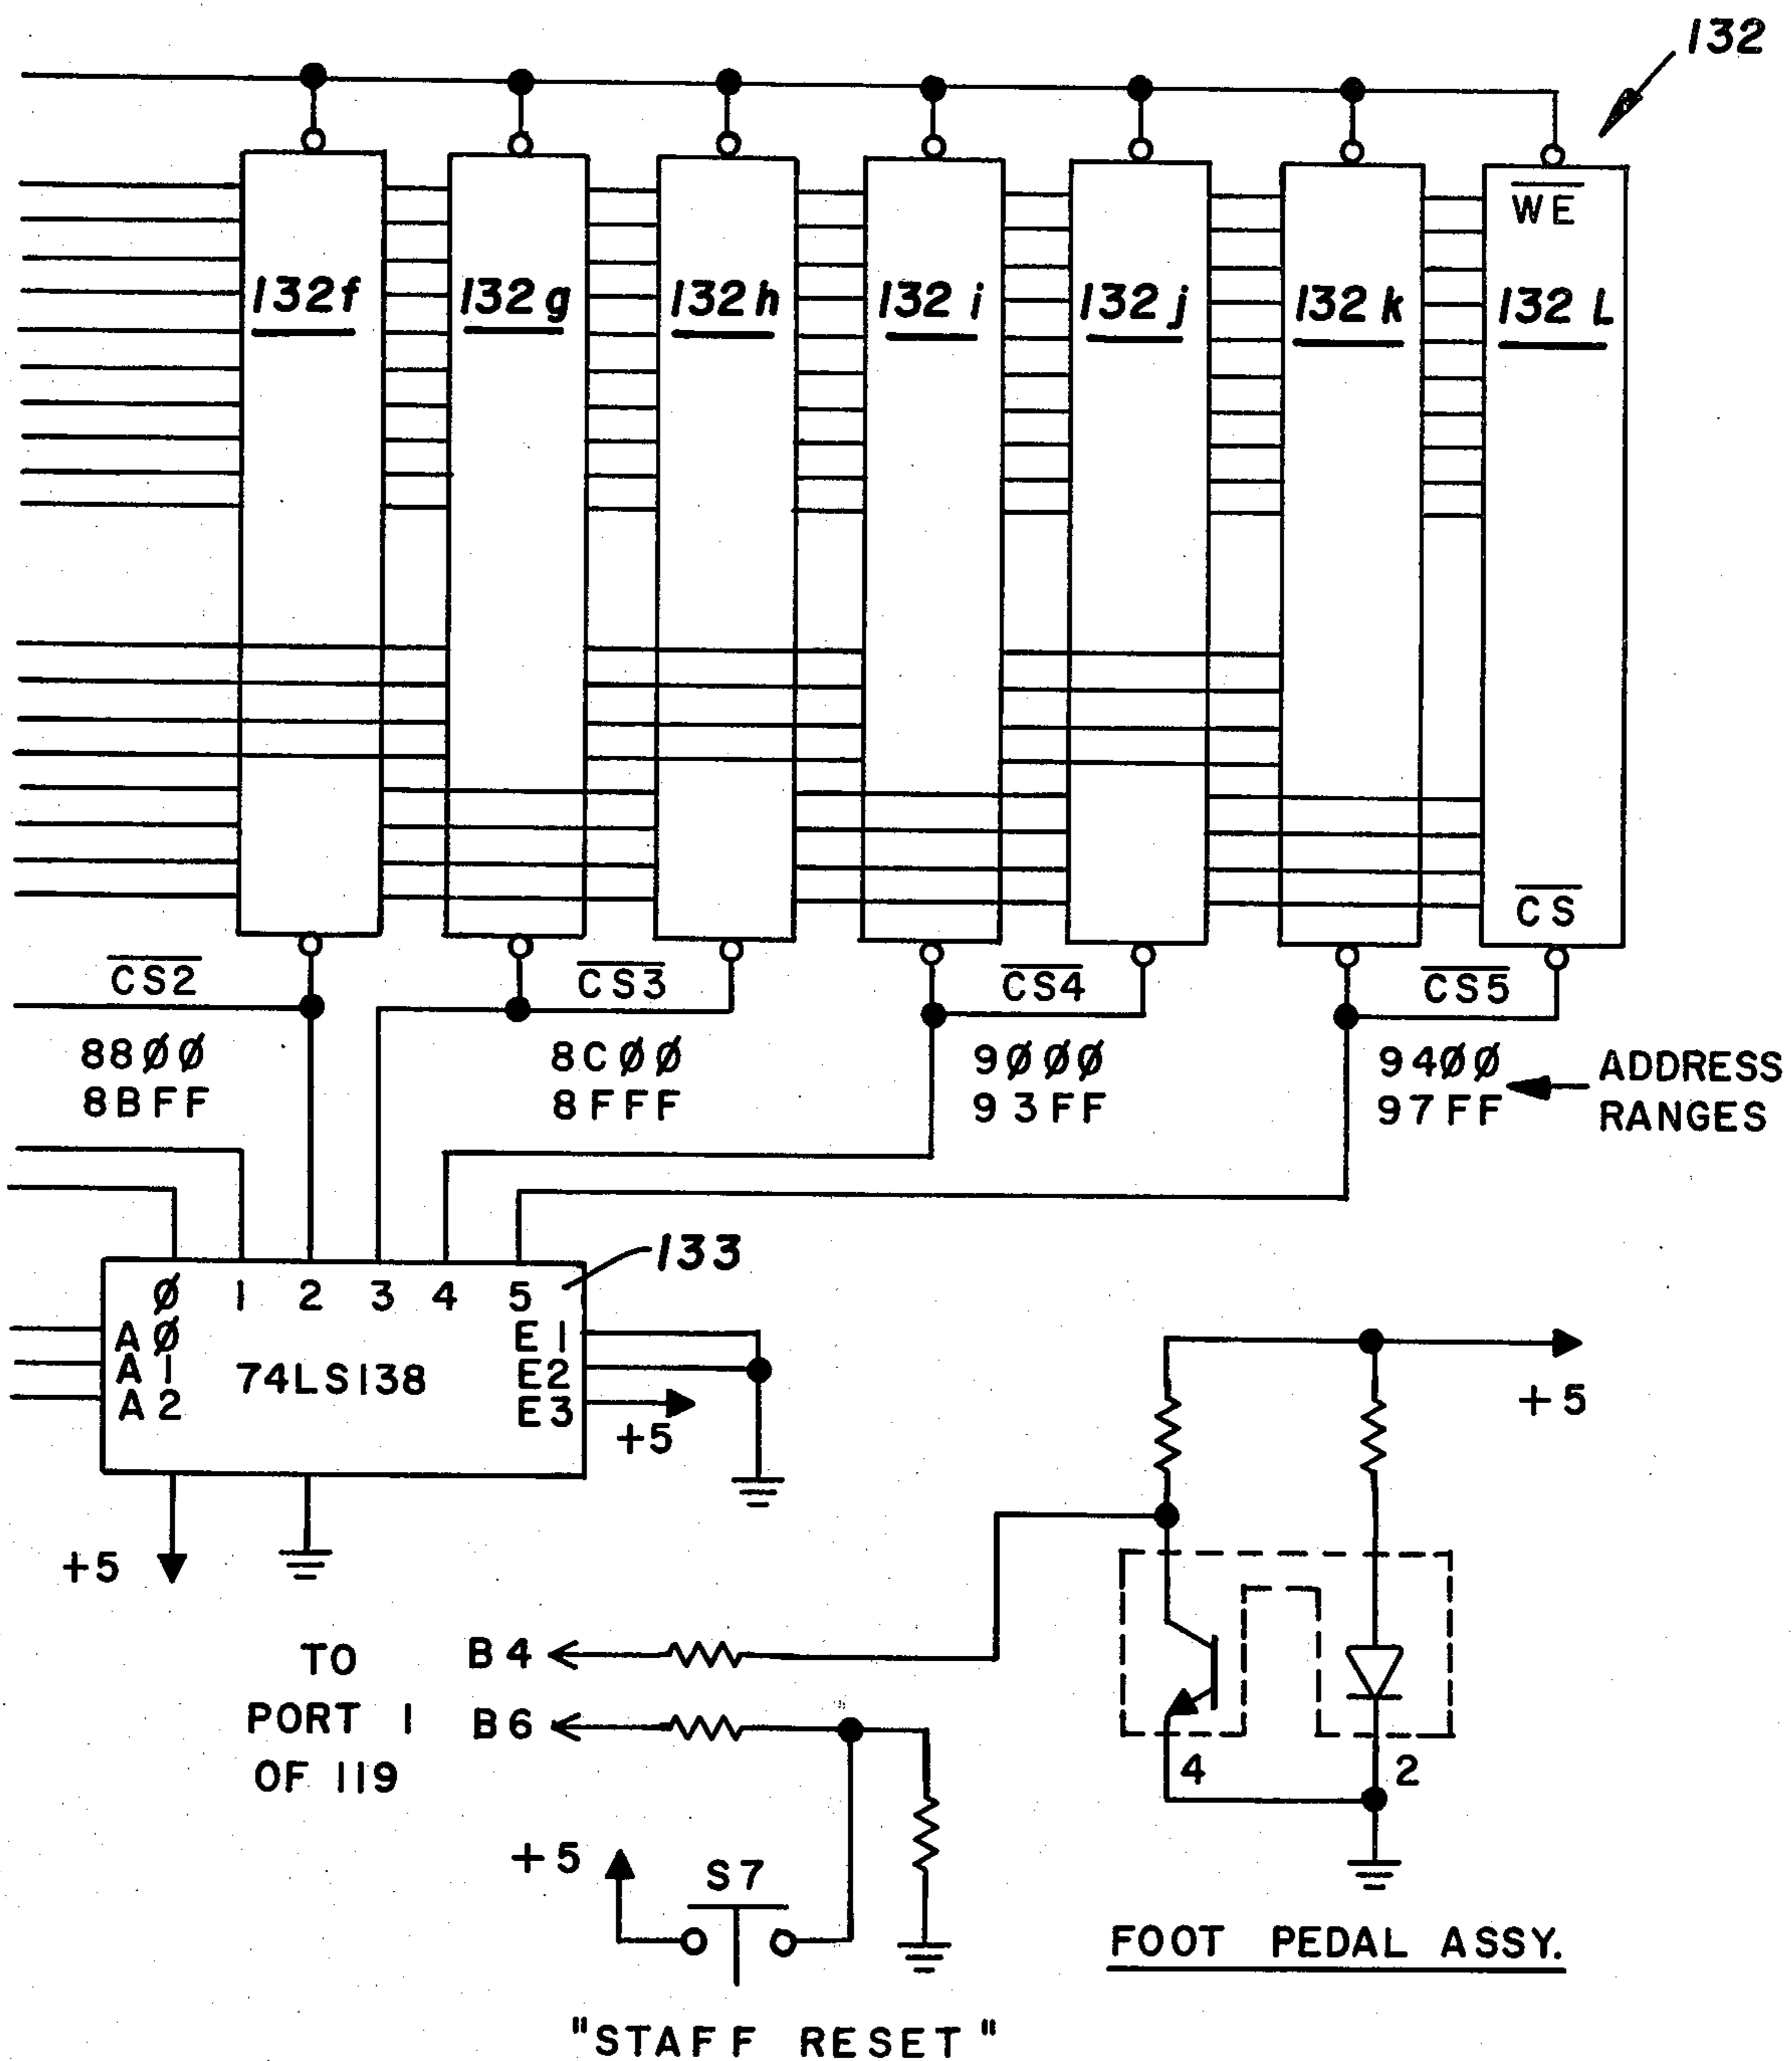 132
WE
132f 132g 132h 132i 132j 132k 132L
CS
CS2 CS3 CS4 CS5
88ØØ 8CØØ 9ØØØ 94ØØ ADDRESS
8BFF 8FFF 93FF 97FF RANGES
133
Ø 1 2 3 4 5
AØ E1
A1 74LS138 E2
A2 E3
+5
+5
+5
TO B4
PORT 1 B6
OF 119
4 2
+5 S7
FOOT PEDAL ASSY.
"STAFF RESET"